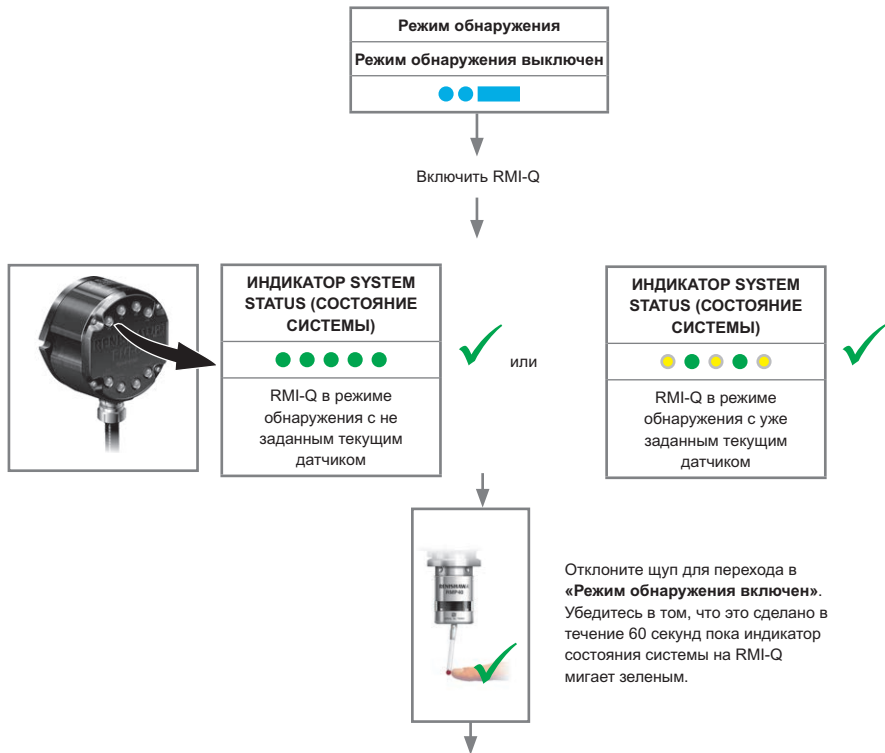 Режим обнаружения
Режим обнаружения выключен
Включить RMI-Q
ИНДИКАТОР SYSTEM
STATUS (СОСТОЯНИЕ
СИСТЕМЫ)
RMI-Q в режиме
обнаружения с не
заданным текущим
датчиком
или
ИНДИКАТОР SYSTEM
STATUS (СОСТОЯНИЕ
СИСТЕМЫ)
RMI-Q в режиме
обнаружения с уже
заданным текущим
датчиком
Отклоните щуп для перехода в
«Режим обнаружения включен».
Убедитесь в том, что это сделано в
течение 60 секунд пока индикатор
состояния системы на RMI-Q
мигает зеленым.